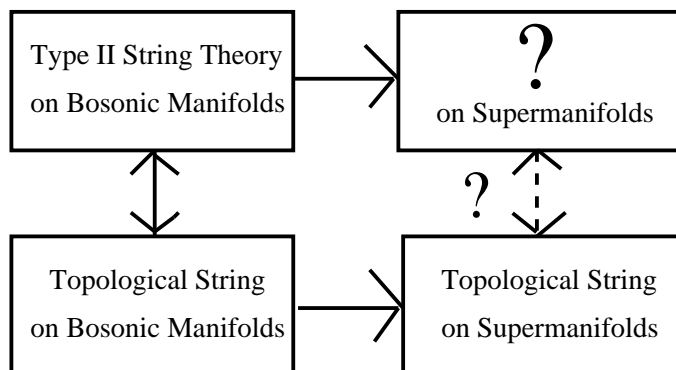 Type II String Theory
on Bosonic Manifolds
?
on Supermanifolds
?
Topological String
on Bosonic Manifolds
Topological String
on Supermanifolds